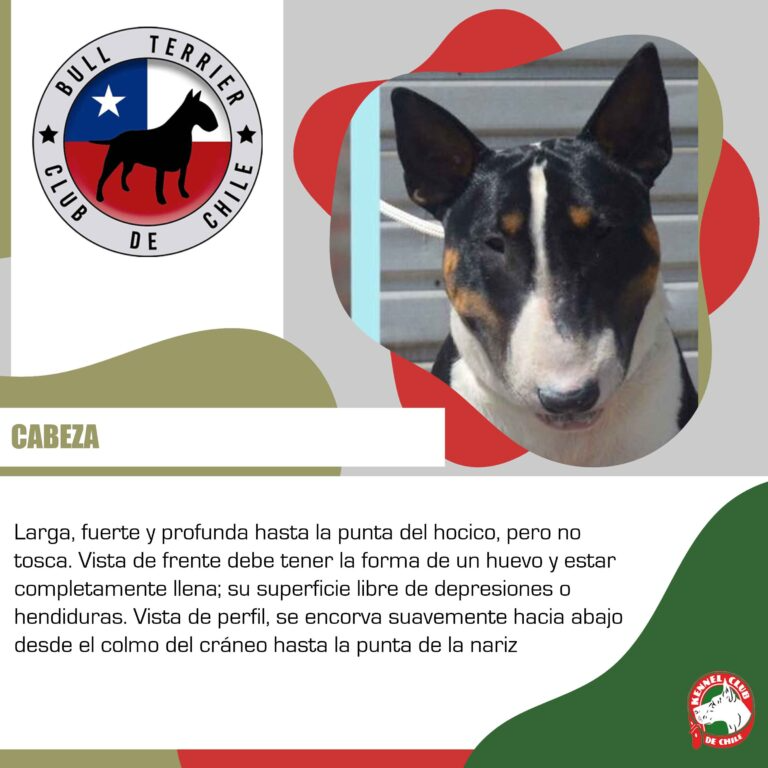 BULL TERRIER
CLUB DE CHILE
CABEZA
Larga, fuerte y profunda hasta la punta del hocico, pero no
tosca. Vista de frente debe tener la forma de un huevo y estar
completamente llena; su superficie libre de depresiones o
hendiduras. Vista de perfil, se encorva suavemente hacia abajo
desde el colmo del cráneo hasta la punta de la nariz
KENNEL CLUB
DE CHILE